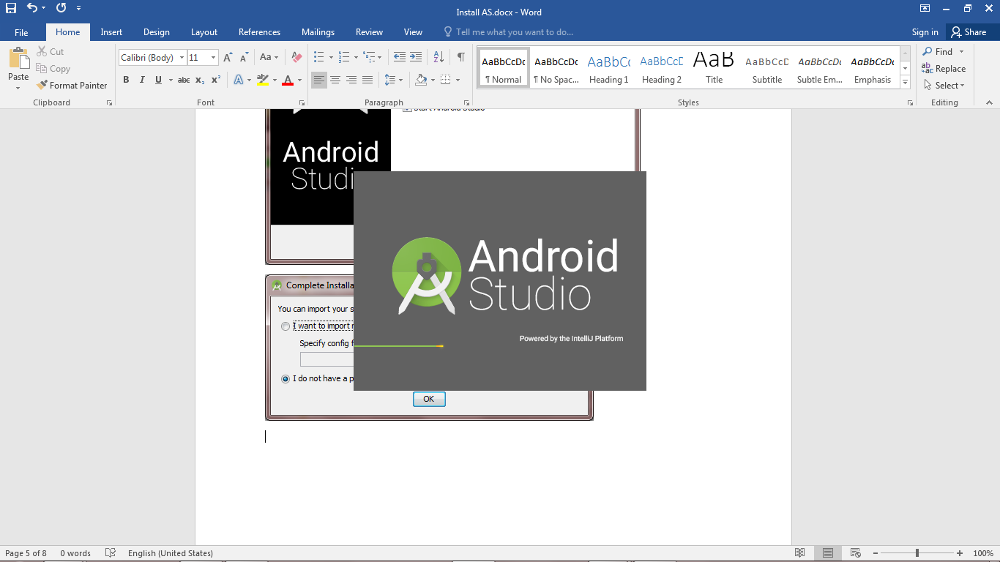 Install AS.docx - Word
File Home Insert Design Layout References Mailings Review View Tell me what you want to do... Sign in Share
Paste
Cut
Copy
Format Painter
Clipboard
Calibri (Body) 11
Font
Paragraph
AaBbCcDc AaBbCcDc AaBbCc AaBbCcD AaB AaBbCcD AaBbCcDc AaBbCcDc
¶ Normal ¶ No Spac... Heading 1 Heading 2 Title Subtitle Subtle Em... Emphasis
Styles
Find
Replace
Select
Editing
Start Android Studio
Android
Studi
Android
Studio
Powered by the IntelliJ Platform
Complete Installa
You can import your s
I want to import
Specify config f
I do not have a p
OK
Page 5 of 8 0 words English (United States) 100%